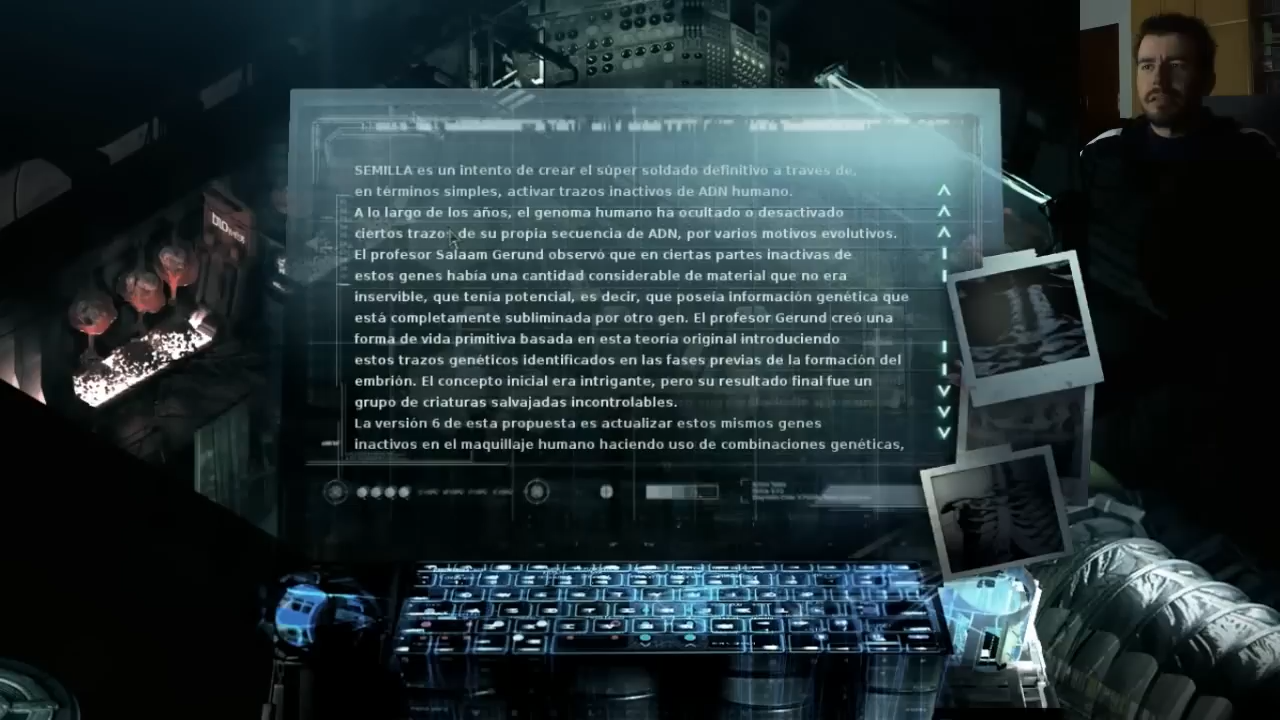 SEMILLA es un intento de crear el súper soldado definitivo a través de,
en términos simples, activar trazos inactivos de ADN humano.
A lo largo de los años, el genoma humano ha ocultado o desactivado
ciertos trazos de su propia secuencia de ADN, por varios motivos evolutivos.
El profesor Salaam Gerund observó que en ciertas partes inactivas de
estos genes había una cantidad considerable de material que no era
inservible, que tenía potencial, es decir, que poseía información genética que
está completamente subliminada por otro gen. El profesor Gerund creó una
forma de vida primitiva basada en esta teoría original introduciendo
estos trazos genéticos identificados en las fases previas de la formación del
embrión. El concepto inicial era intrigante, pero su resultado final fue un
grupo de criaturas salvajadas incontrolables.
La versión 6 de esta propuesta es actualizar estos mismos genes
inactivos en el maquillaje humano haciendo uso de combinaciones genéticas,